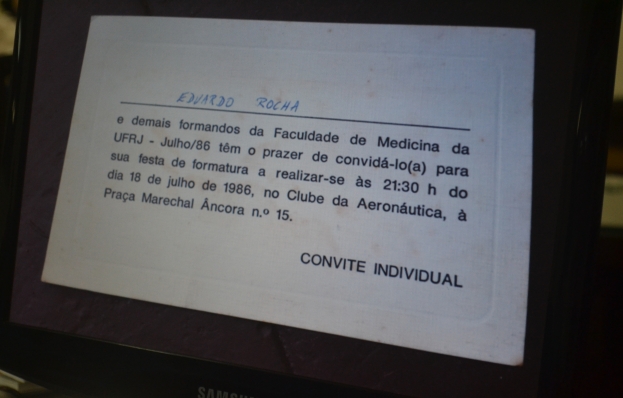 EDUARDO ROCHA
e demais formandos da Faculdade de Medicina da
UFRJ - Julho/86 têm o prazer de convidá-lo(a) para
sua festa de formatura a realizar-se às 21:30 h do
dia 18 de julho de 1986, no Clube da Aeronáutica, à
Praça Marechal Âncora n.º 15.
CONVITE INDIVIDUAL